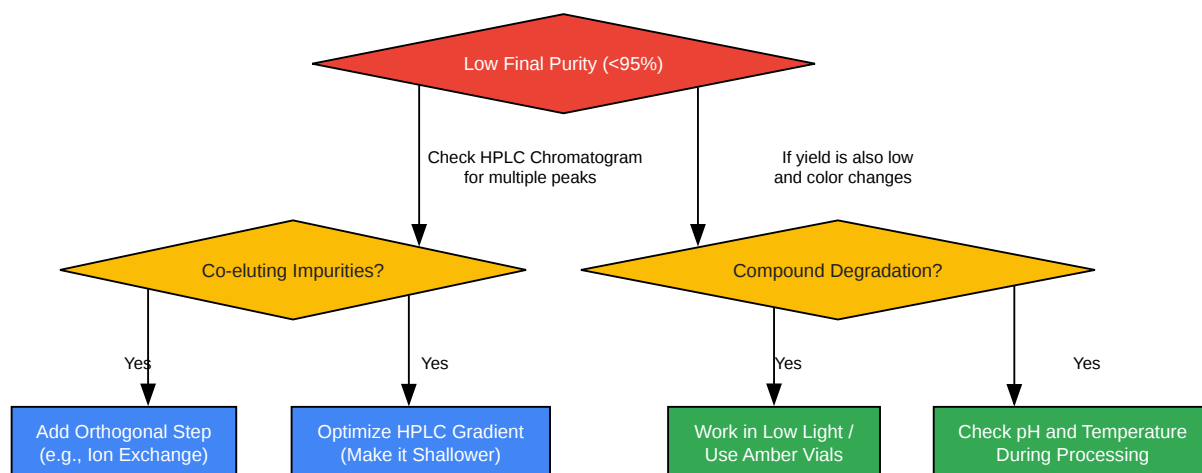 Low Final Purity (<95%)
Check HPLC Chromatogram
for multiple peaks
If yield is also low
and color changes
Co-eluting Impurities?
Compound Degradation?
Yes
Yes
Yes
Yes
Add Orthogonal Step
(e.g., Ion Exchange)
Optimize HPLC Gradient
(Make it Shallower)
Work in Low Light /
Use Amber Vials
Check pH and Temperature
During Processing